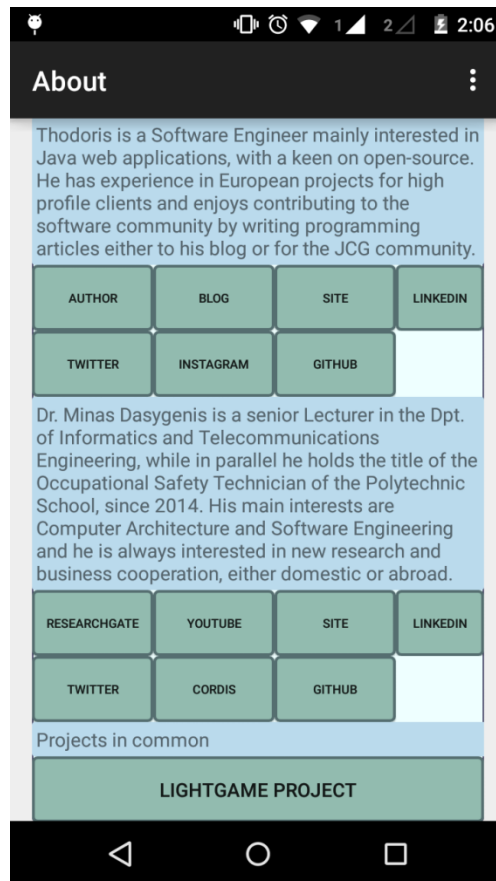 1 2 2:06
About
Thodoris is a Software Engineer mainly interested in
Java web applications, with a keen on open-source.
He has experience in European projects for high
profile clients and enjoys contributing to the
software community by writing programming
articles either to his blog or for the JCG community.
AUTHOR BLOG SITE LINKEDIN
TWITTER INSTAGRAM GITHUB
Dr. Minas Dasygenis is a senior Lecturer in the Dpt.
of Informatics and Telecommunications
Engineering, while in parallel he holds the title of the
Occupational Safety Technician of the Polytechnic
School, since 2014. His main interests are
Computer Architecture and Software Engineering
and he is always interested in new research and
business cooperation, either domestic or abroad.
RESEARCHGATE YOUTUBE SITE LINKEDIN
TWITTER CORDIS GITHUB
Projects in common
LIGHTGAME PROJECT